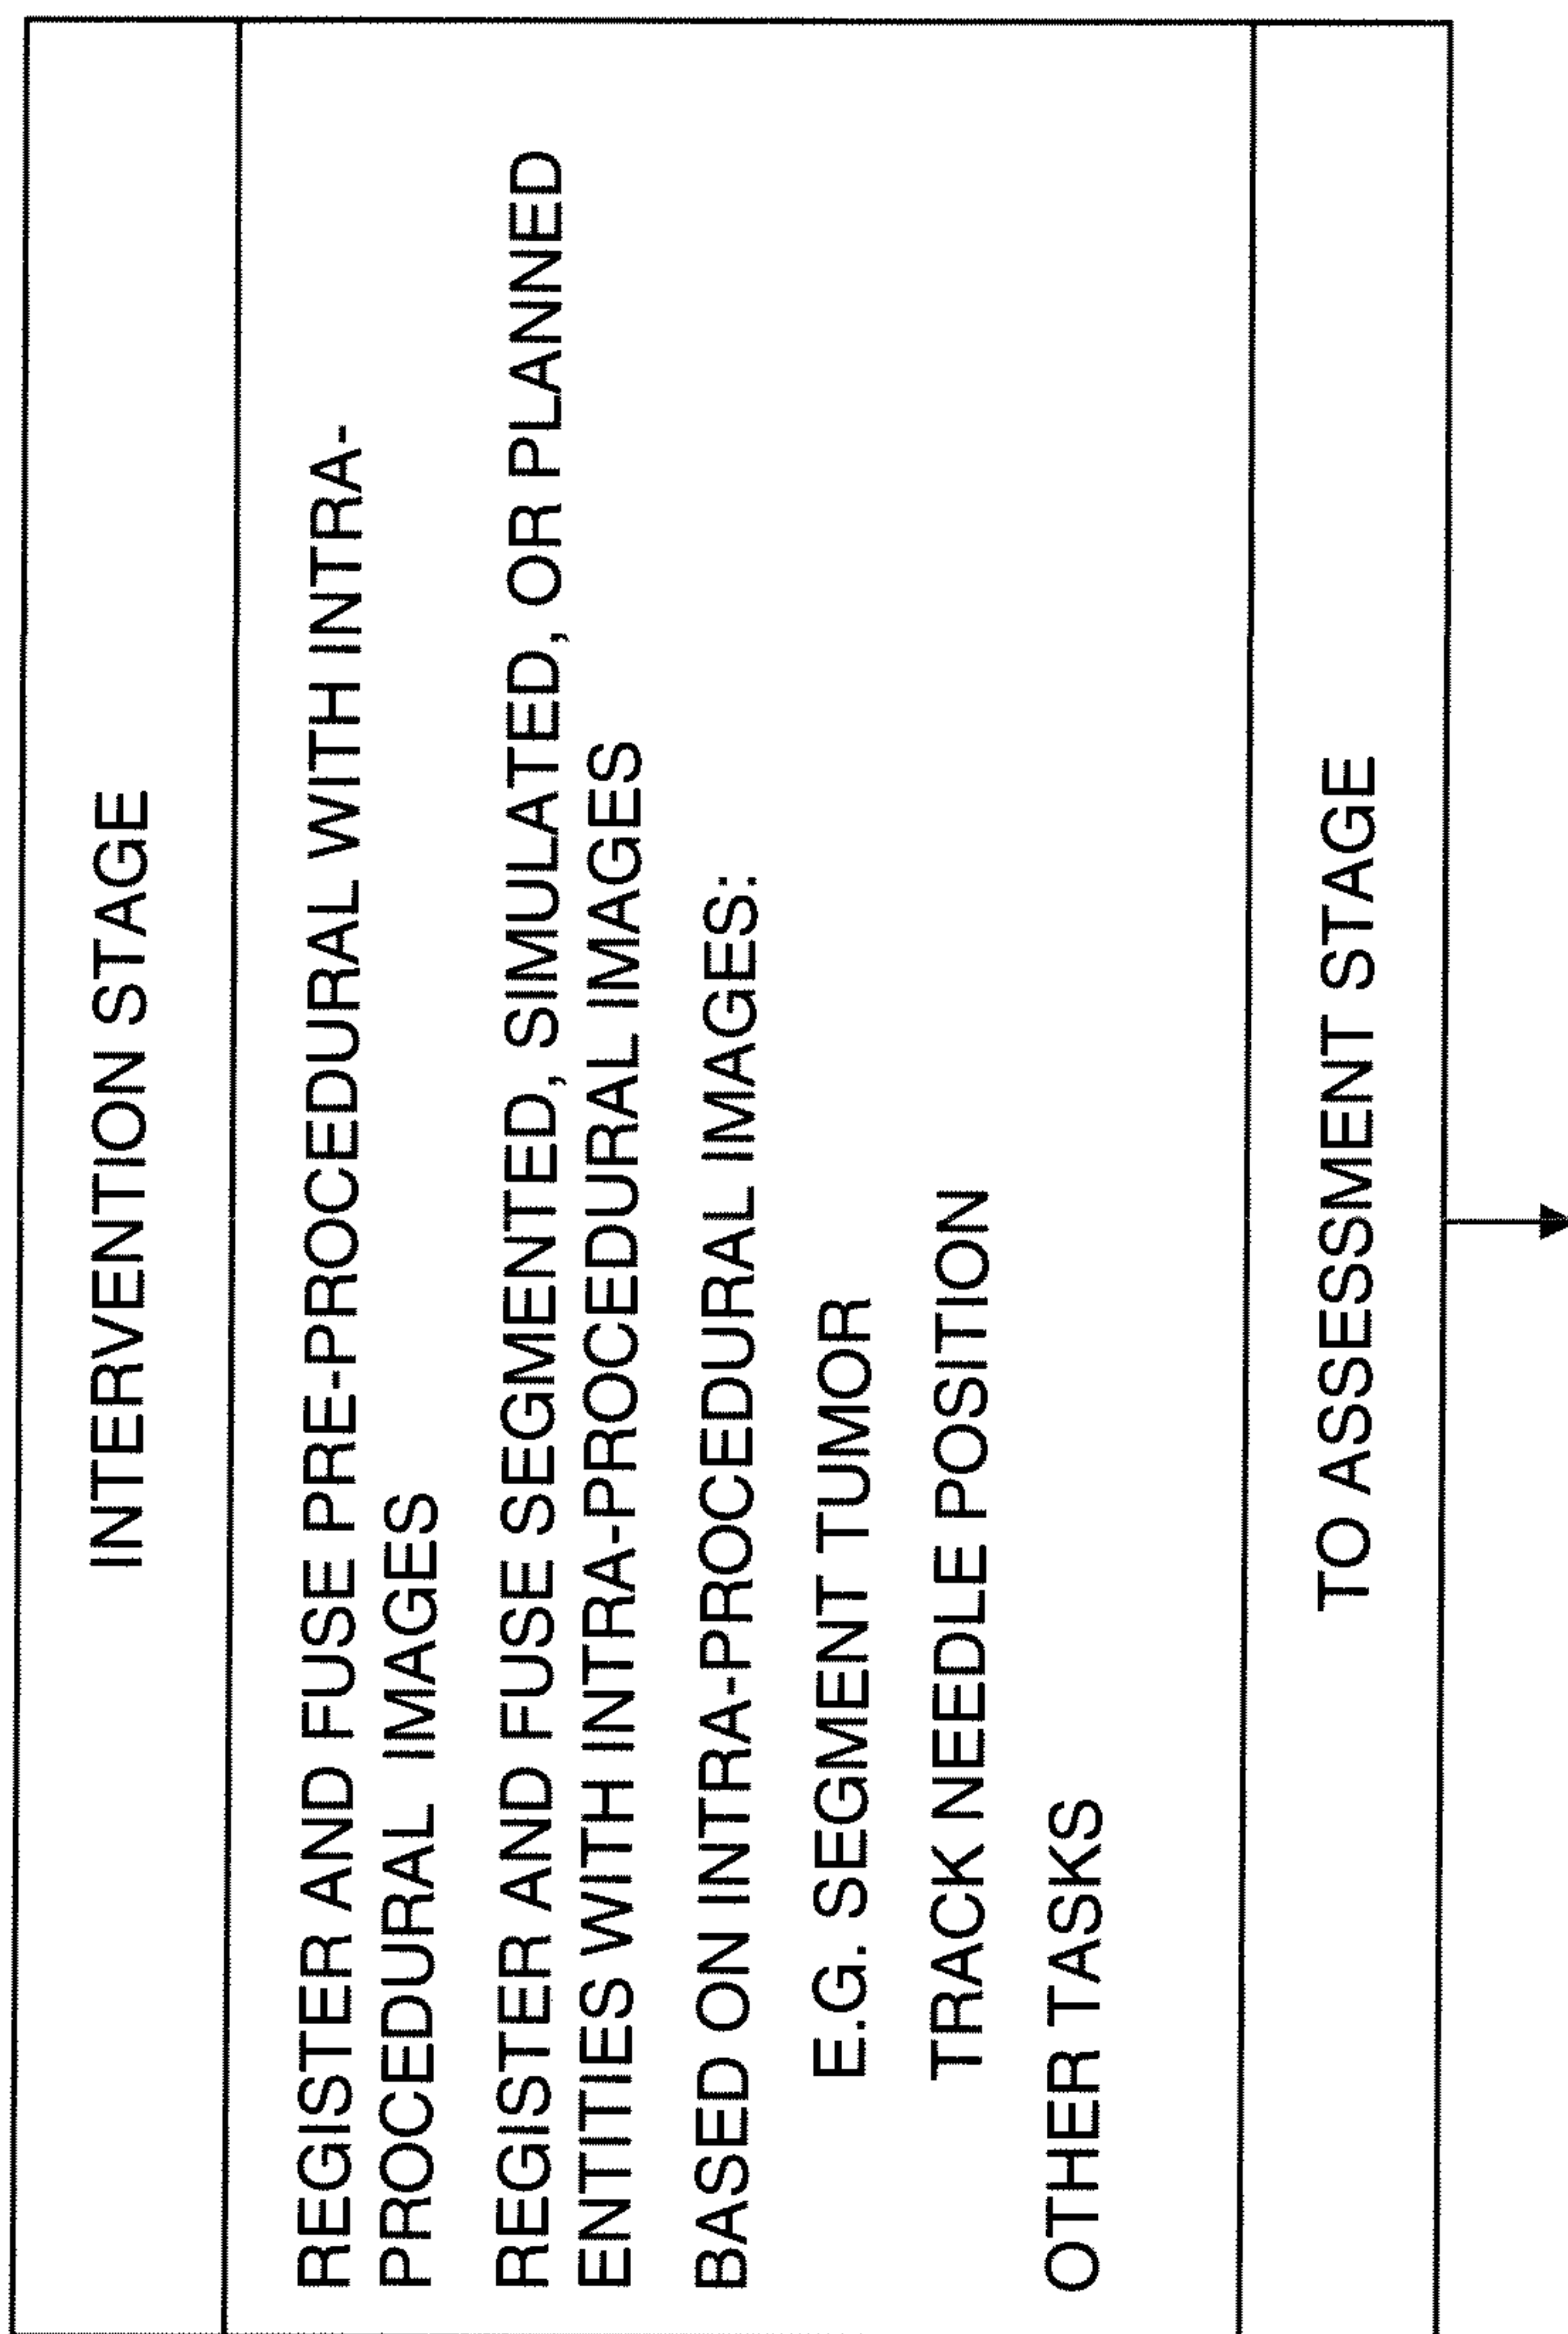 INTERVENTION STAGE
REGISTER AND FUSE PRE-PROCEDURAL WITH INTRA-
PROCEDURAL IMAGES
REGISTER AND FUSE SEGMENTED, SIMULATED, OR PLANNED
ENTITIES WITH INTRA-PROCEDURAL IMAGES
BASED ON INTRA-PROCEDURAL IMAGES:
E.G. SEGMENT TUMOR
TRACK NEEDLE POSITION
OTHER TASKS
TO ASSESSMENT STAGE